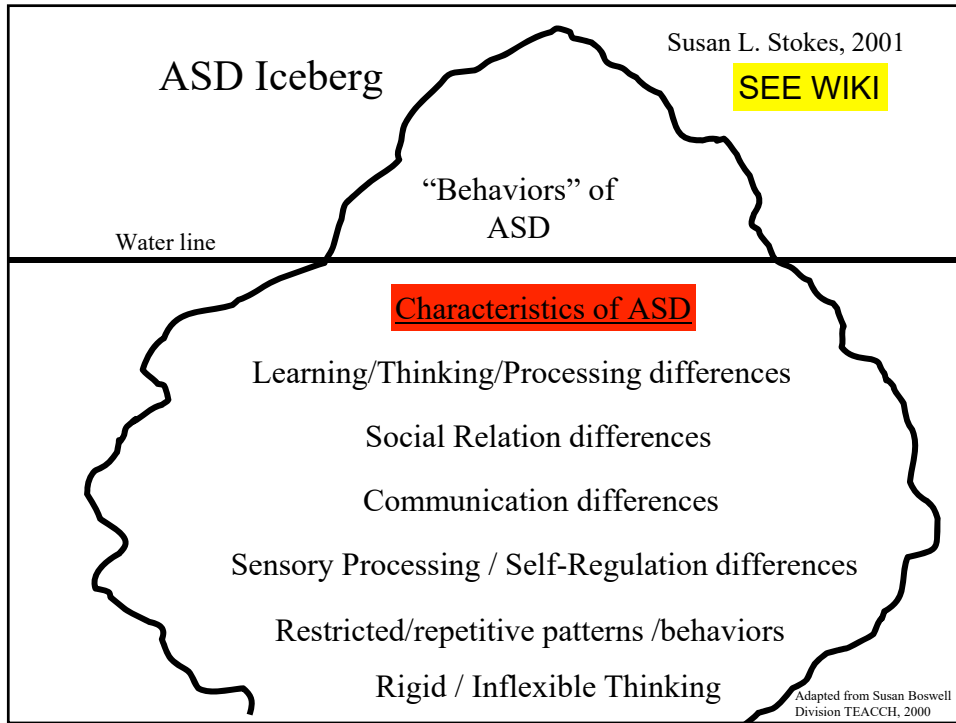 ASD Iceberg
Susan L. Stokes, 2001
SEE WIKI
“Behaviors” of
ASD
Water line
Characteristics of ASD
Learning/Thinking/Processing differences
Social Relation differences
Communication differences
Sensory Processing / Self-Regulation differences
Restricted/repetitive patterns /behaviors
Rigid / Inflexible Thinking
Adapted from Susan Boswell
Division TEACCH, 2000